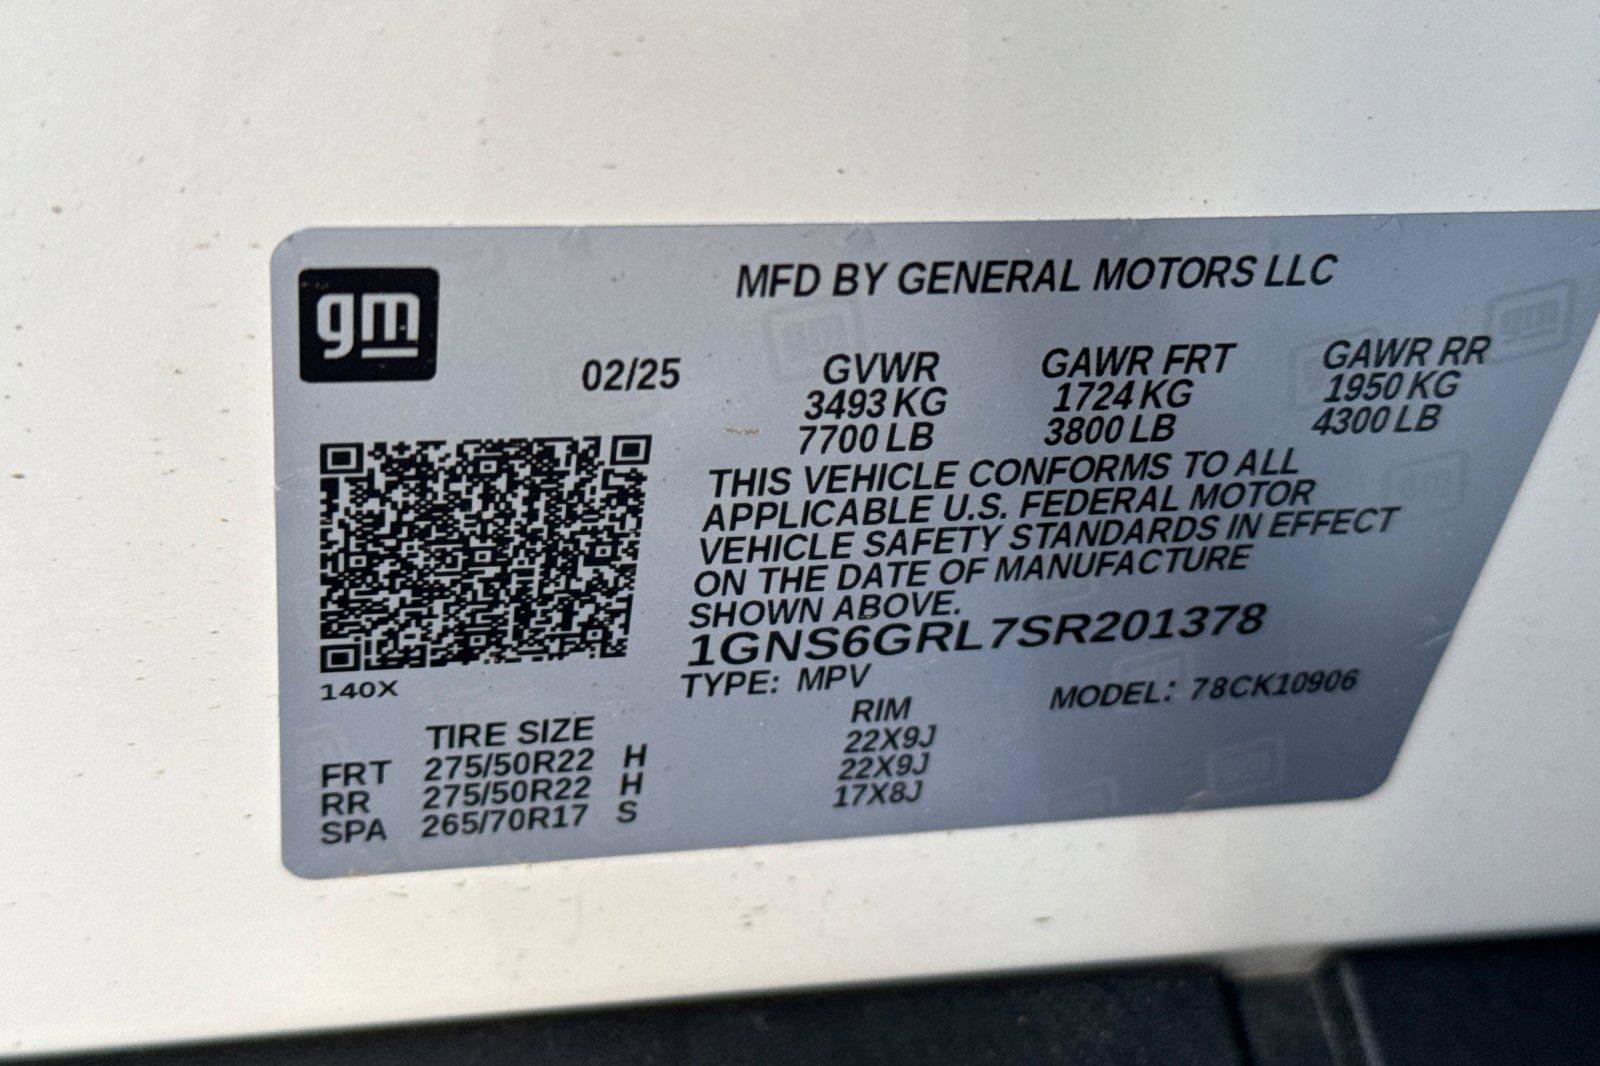 gm
MFD BY GENERAL MOTORS LLC
02/25 GVWR GAWR FRT GAWR RR
3493 KG 1724 KG 1950 KG
7700 LB 3800 LB 4300 LB
THIS VEHICLE CONFORMS TO ALL
APPLICABLE U.S. FEDERAL MOTOR
VEHICLE SAFETY STANDARDS IN EFFECT
ON THE DATE OF MANUFACTURE
SHOWN ABOVE.
1GNS6GRL7SR201378
140X
TYPE: MPV MODEL: 78CK10906
TIRE SIZE RIM
FRT 275/50R22 H 22X9J
RR 275/50R22 H 22X9J
SPA 265/70R17 S 17X8J